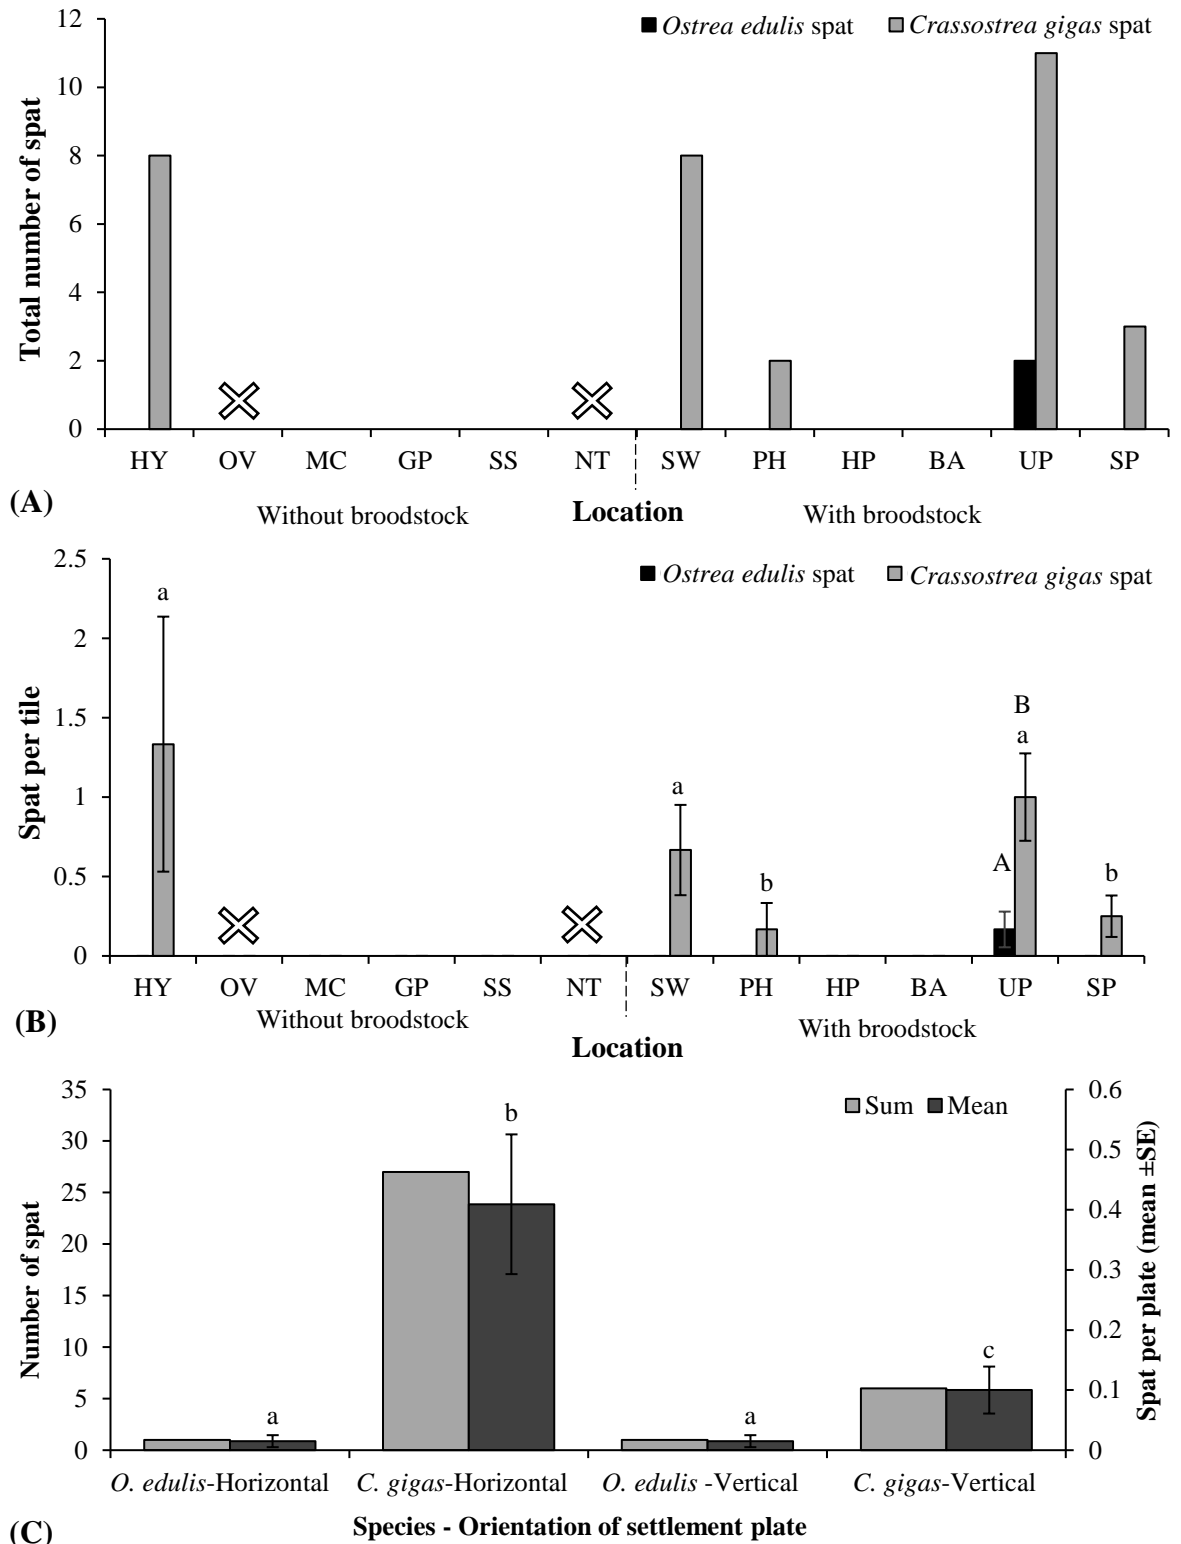 12
10
8
6
4
2
0
Total number of spat
Ostrea edulis spat
Crassostrea gigas spat
HY OV MC GP SS NT SW PH HP BA UP SP
(A)
Without broodstock
Location
With broodstock
2.5
2
1.5
1
0.5
0
Spat per tile
Ostrea edulis spat
Crassostrea gigas spat
a
a
b
A
B
a
b
HY OV MC GP SS NT SW PH HP BA UP SP
(B)
Without broodstock
With broodstock
Location
35
30
25
20
15
10
5
0
Number of spat
Sum
Mean
a
b
a
c
0.6
0.5
0.4
0.3
0.2
0.1
0
Spat per plate (mean ±SE)
O. edulis-Horizontal
C. gigas-Horizontal
O. edulis -Vertical
C. gigas-Vertical
(C)
Species - Orientation of settlement plate